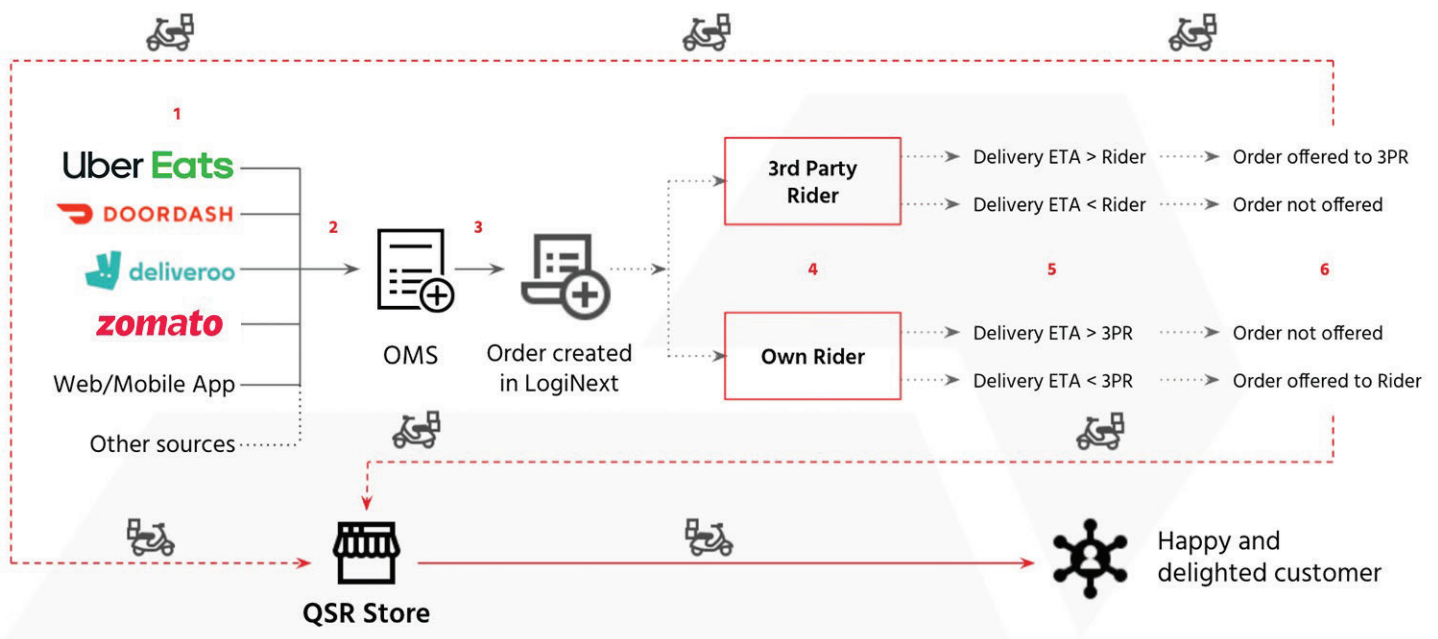 1
Uber Eats
DOORDASH
deliveroo
zomato
Web/Mobile App
Other sources
2
OMS
3
Order created
in LogiNext
3rd Party
Rider
Delivery ETA > Rider
Order offered to 3PR
Delivery ETA < Rider
Order not offered
4
5
6
Own Rider
Delivery ETA > 3PR
Order not offered
Delivery ETA < 3PR
Order offered to Rider
QSR Store
Happy and
delighted customer